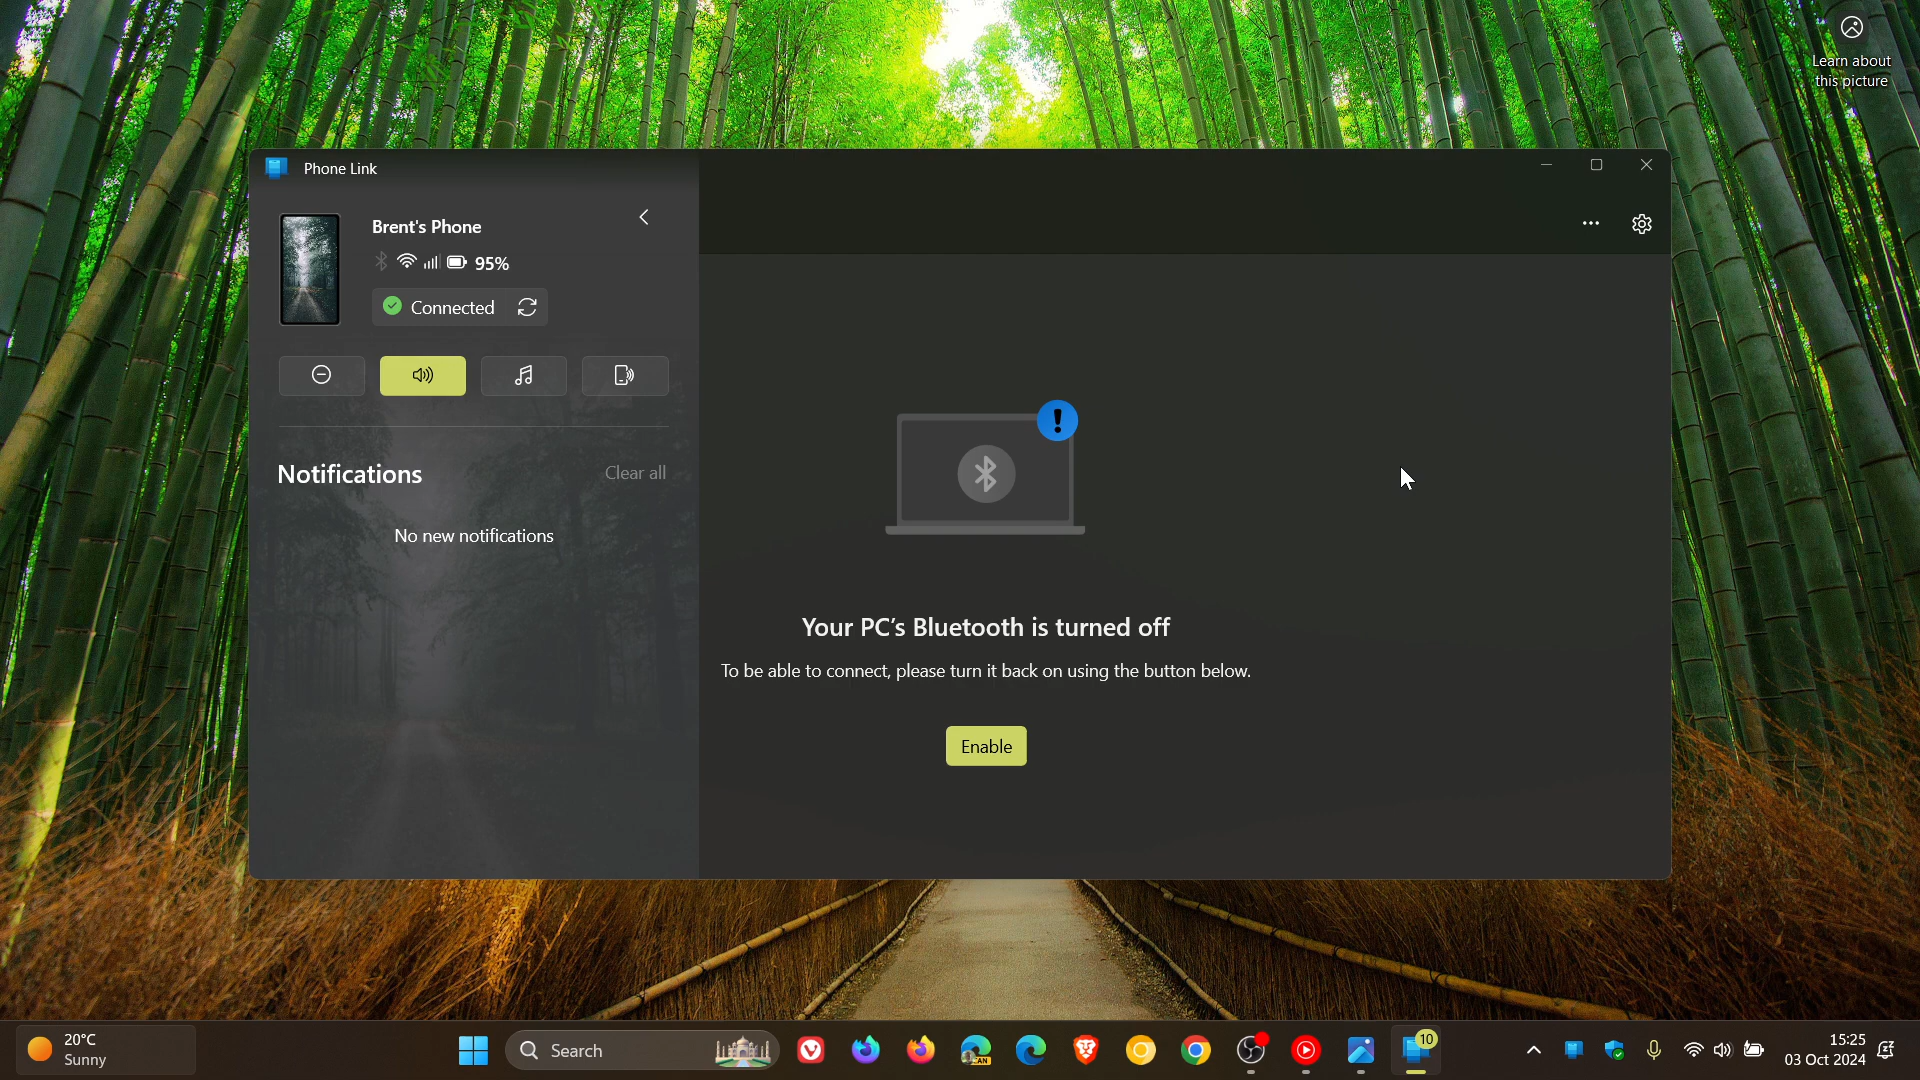 Learn about
this picture
Phone Link
Brent's Phone
95%
Connected
Notifications
Clear all
No new notifications
Your PC's Bluetooth is turned off
To be able to connect, please turn it back on using the button below.
Enable
20°C
Sunny
Search
CAN
10
15:25
03 Oct 2024